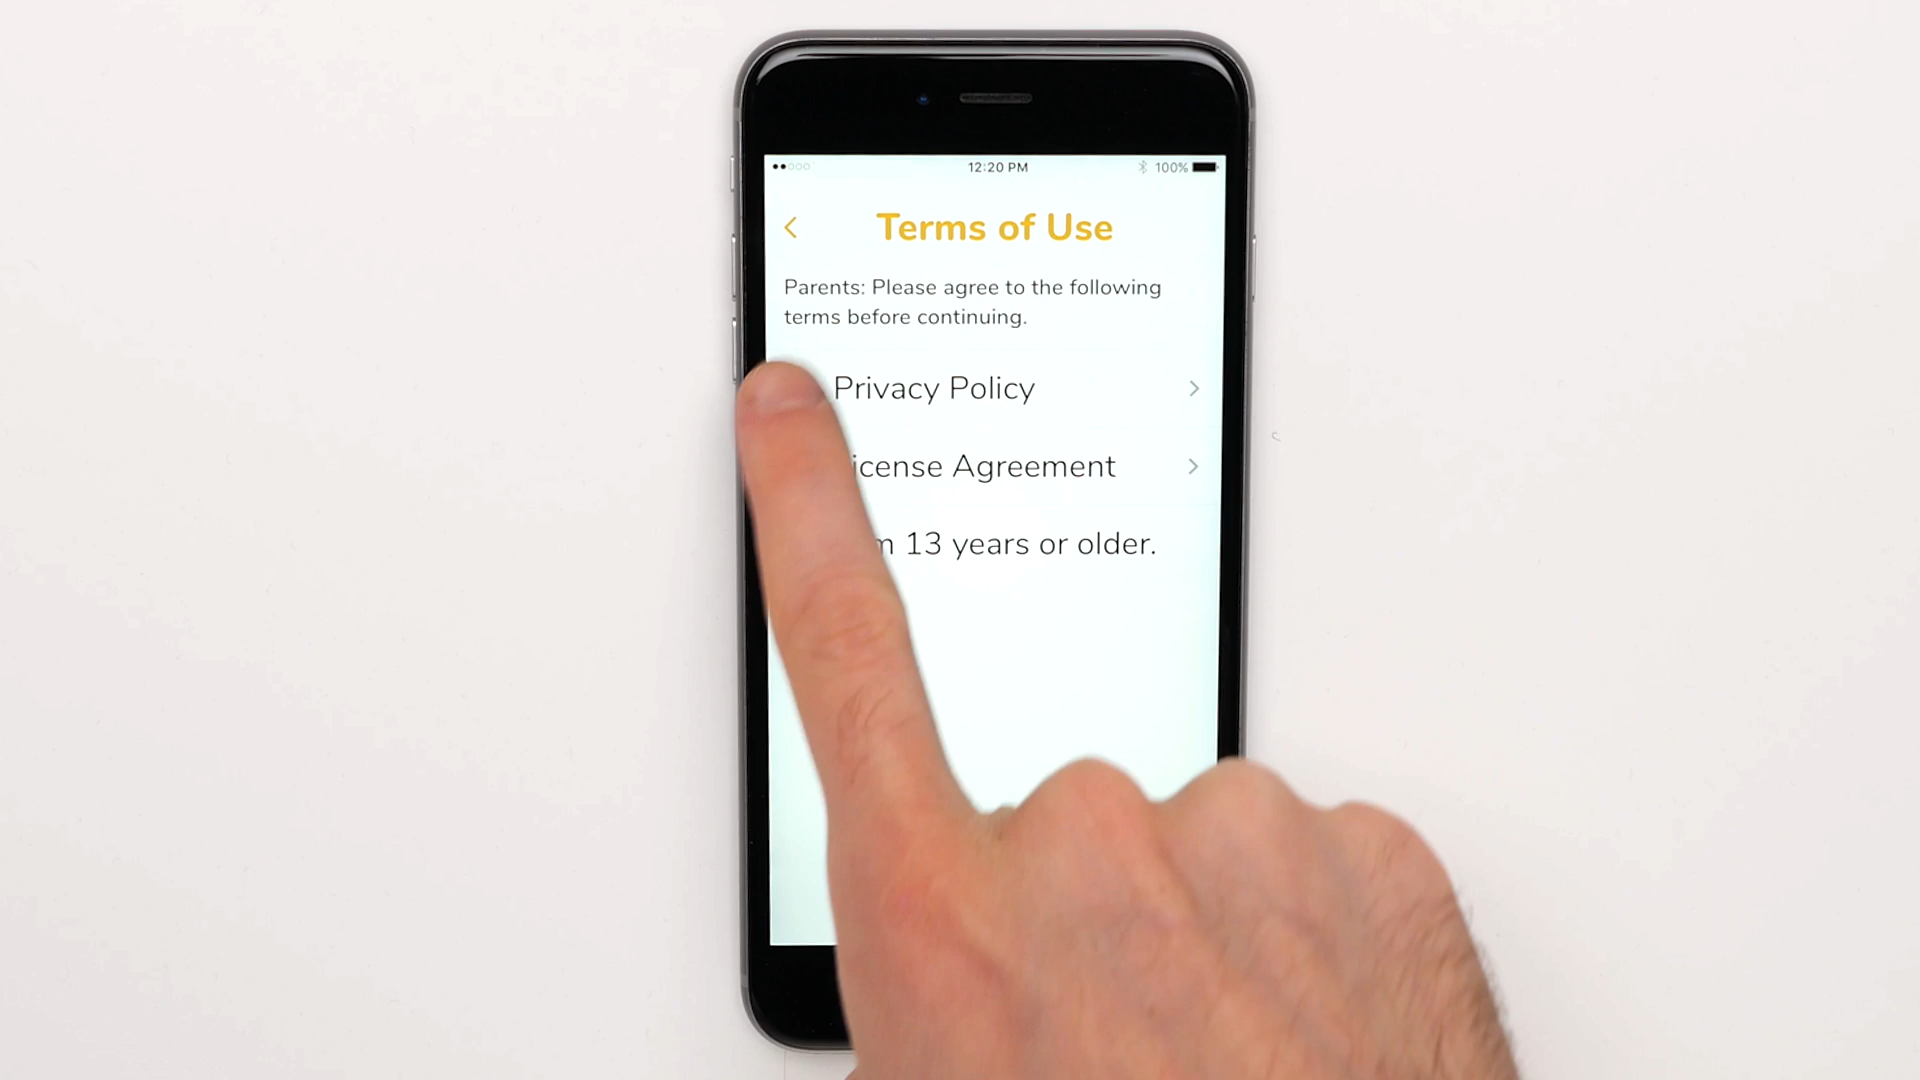 12:20 PM
100%
Terms of Use
Parents: Please agree to the following
terms before continuing.
Privacy Policy
Agreement
13 years or older.